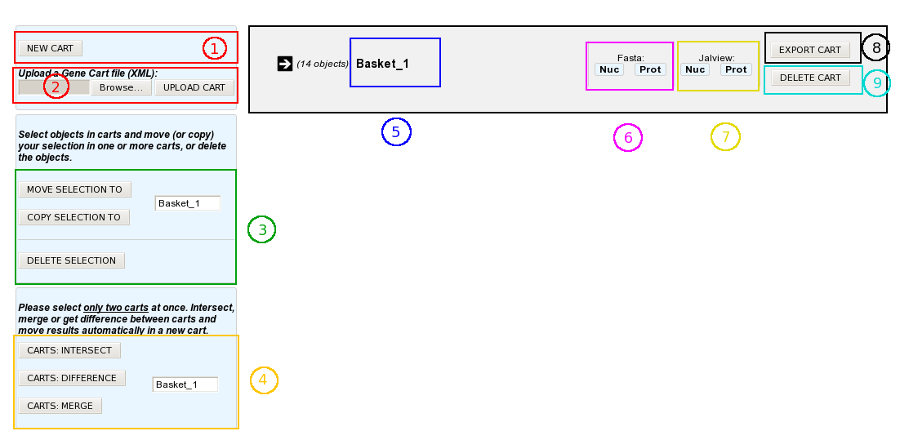 NEW CART
1
Upload a Gene Cart file (XML):
2
Browse...
UPLOAD CART
Select objects in carts and move (or copy)
your selection in one or more carts, or delete
the objects.
MOVE SELECTION TO
Basket_1
COPY SELECTION TO
3
DELETE SELECTION
Please select only two carts at once. Intersect,
merge or get difference between carts and
move results automatically in a new cart.
CARTS: INTERSECT
CARTS: DIFFERENCE
Basket_1
4
CARTS: MERGE
(14 objects)
Basket_1
5
Fasta:
Nuc Prot
6
Jalview:
Nuc Prot
7
EXPORT CART
8
DELETE CART
9